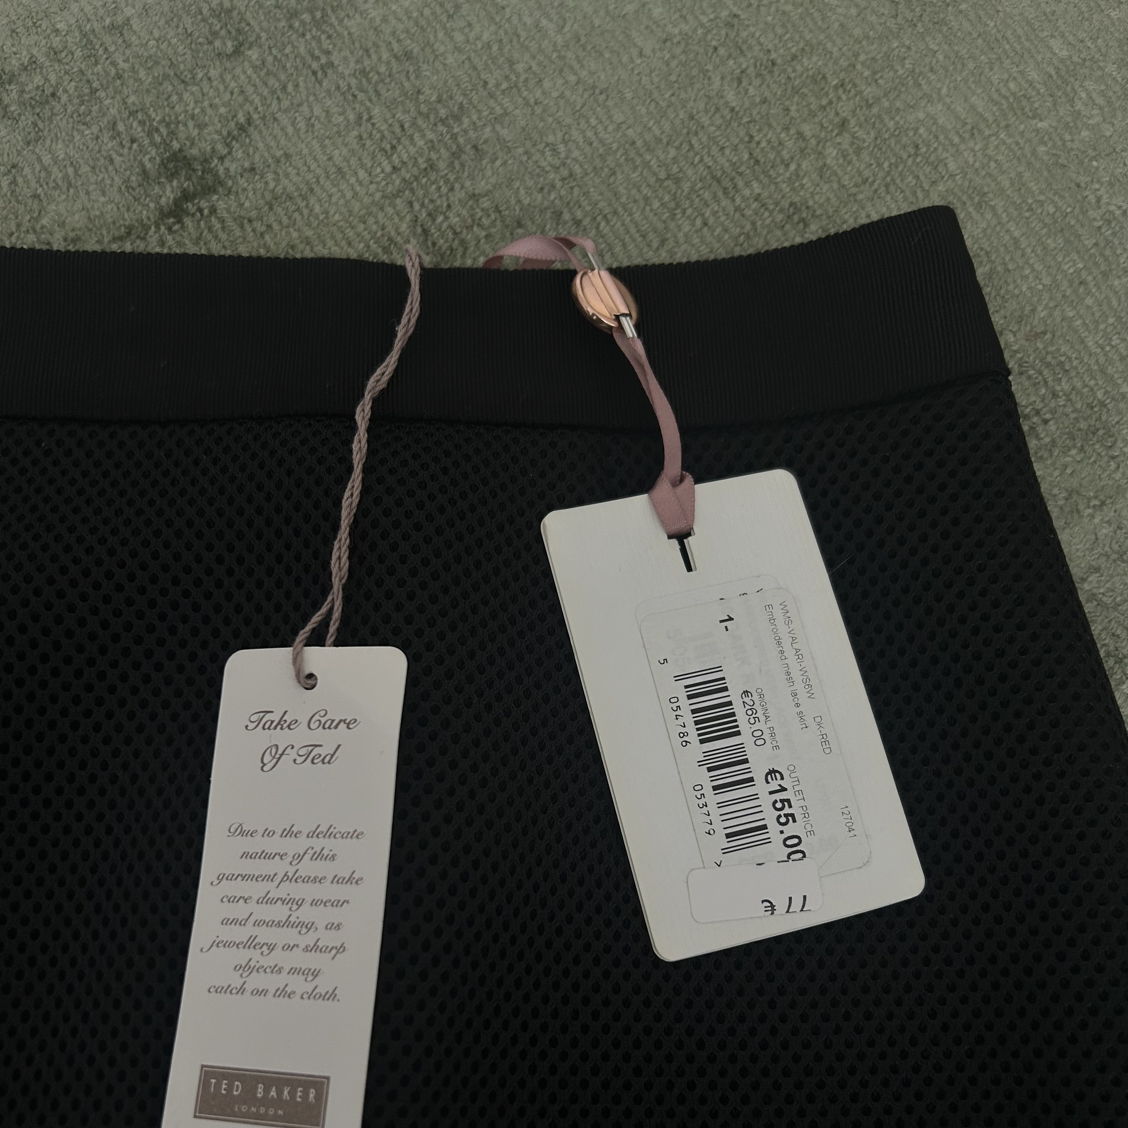 Take Care
Of Ted
Due to the delicate
nature of this
garment please take
care during wear
and washing, as
jewellery or sharp
objects may
catch on the cloth.
TED BAKER
LONDON
WMS-VALARI-WS6W DK-RED
Embroidered mesh lace skirt
127041
ORIGINAL PRICE OUTLET PRICE
€265.00 €155.00
1-
5 054786 053779 >
€77